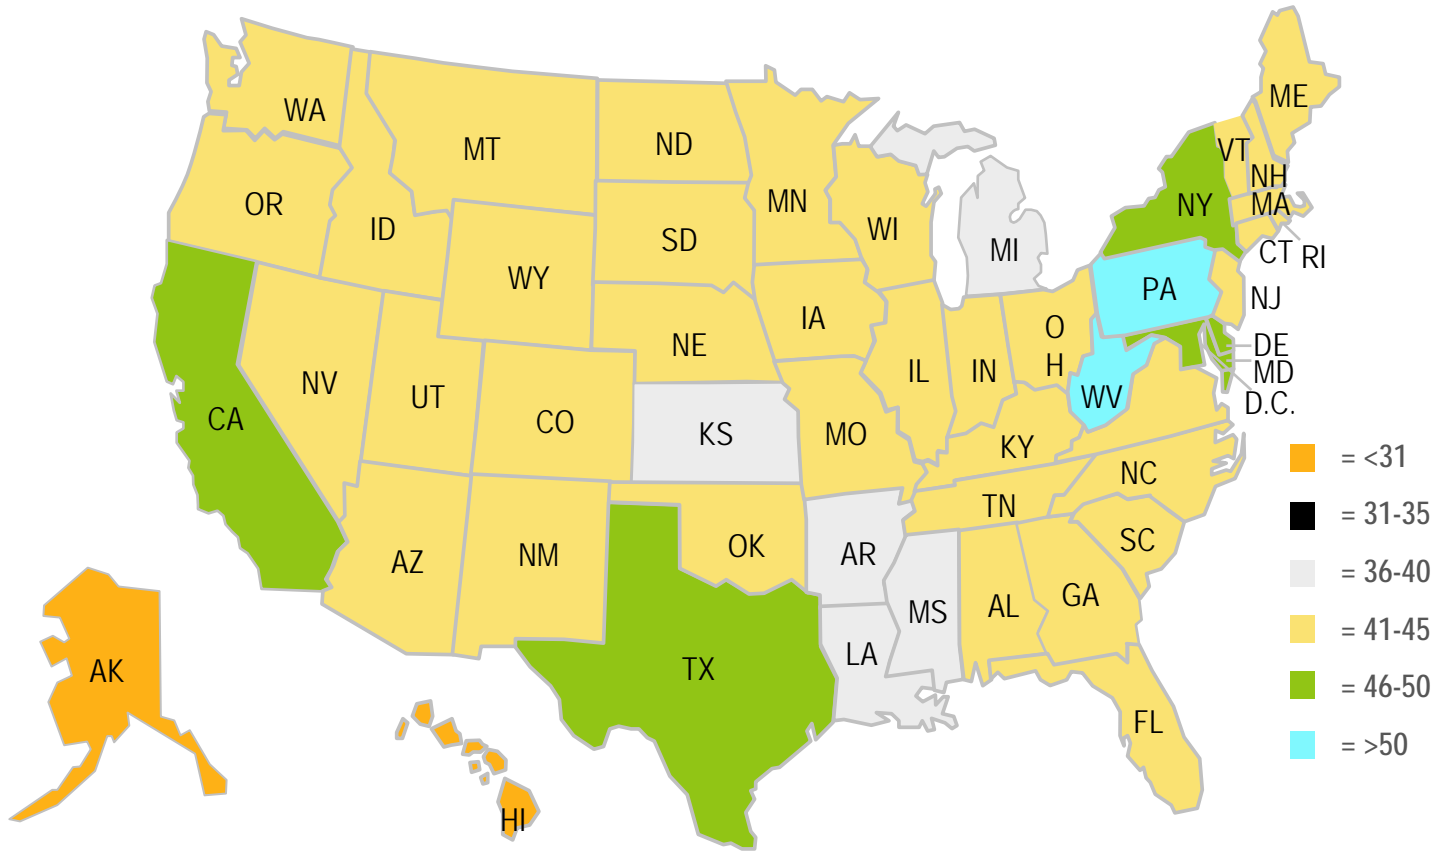 WA
MT
ND
MN
ME
VT
NH
OR
ID
SD
WI
NY
MA
MI
CT
RI
WY
PA
NJ
IA
O
H
NE
DE
MD
D.C.
NV
UT
CO
IL
IN
WV
CA
KS
MO
KY
= <31
NC
TN
= 31-35
AZ
NM
OK
AR
SC
= 36-40
MS
AL
GA
= 41-45
AK
TX
LA
= 46-50
FL
= >50
HI